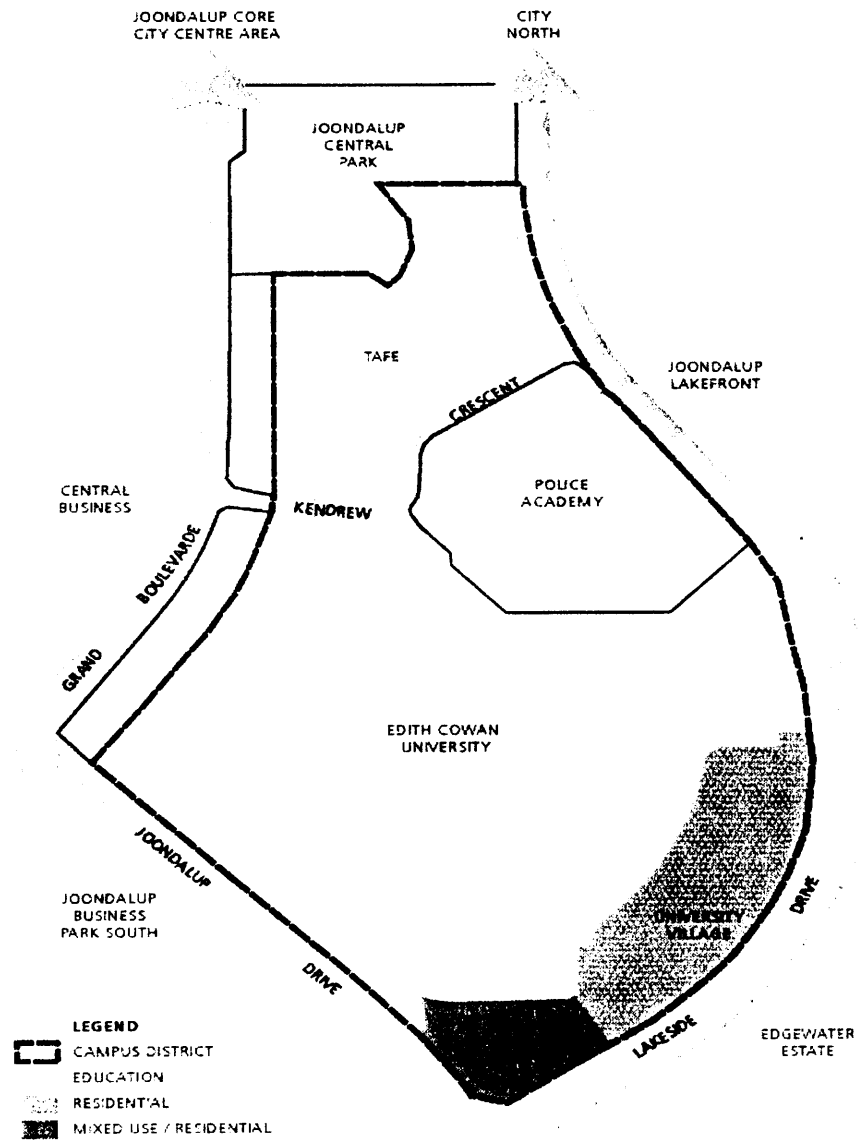 JOONDALUP CORE
CITY CENTRE AREA
CITY
NORTH
JOONDALUP
CENTRAL
PARK
TAFE
CRESCENT
JOONDALUP
LAKEFRONT
CENTRAL
BUSINESS
KENDREW
POLICE
ACADEMY
BOULEVARDE
GRAND
EDITH COWAN
UNIVERSITY
JOONDALUP
DRIVE
JOONDALUP
BUSINESS
PARK SOUTH
UNIVERSITY
VILLAGE
DRIVE
LAKESIDE
EDGEWATER
ESTATE
LEGEND
CAMPUS DISTRICT
EDUCATION
RESIDENTIAL
MIXED USE / RESIDENTIAL